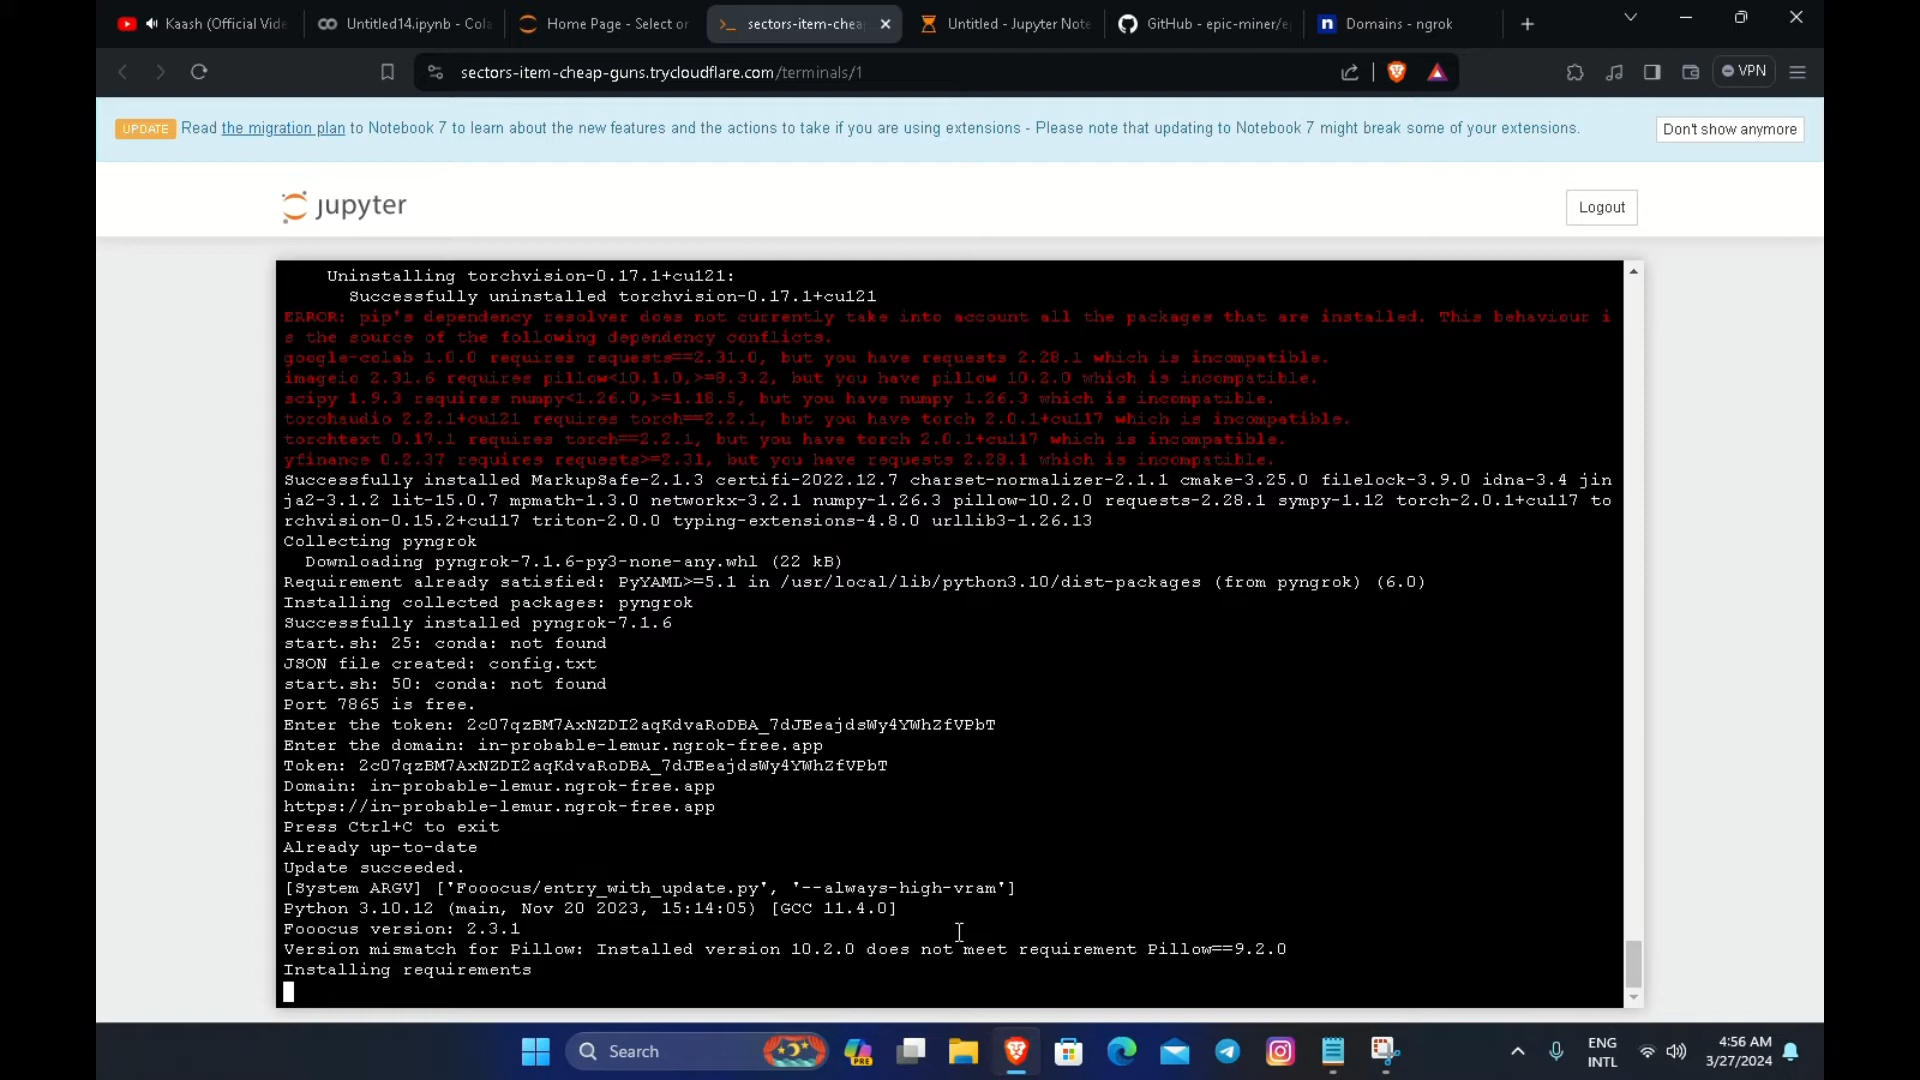 Kaash (Official Vide
Untitled14.ipynb - Cola
Home Page - Select or
sectors-item-chea
Untitled - Jupyter Note
GitHub - epic-miner/e
Domains - ngrok
sectors-item-cheap-guns.trycloudflare.com/terminals/1
VPN
UPDATE Read the migration plan to Notebook 7 to learn about the new features and the actions to take if you are using extensions - Please note that updating to Notebook 7 might break some of your extensions.
Don't show anymore
jupyter
Logout
Uninstalling torchvision-0.17.1+cu121:
Successfully uninstalled torchvision-0.17.1+cu121
ERROR: pip's dependency resolver does not currently take into account all the packages that are installed. This behaviour i
s the source of the following dependency conflicts.
google-colab 1.0.0 requires requests==2.31.0, but you have requests 2.28.1 which is incompatible.
imageio 2.31.6 requires pillow<10.1.0,>=8.3.2, but you have pillow 10.2.0 which is incompatible.
scipy 1.9.3 requires numpy<1.26.0,>=1.18.5, but you have numpy 1.26.3 which is incompatible.
torchaudio 2.2.1+cu121 requires torch==2.2.1, but you have torch 2.0.1+cu117 which is incompatible.
torchtext 0.17.1 requires torch==2.2.1, but you have torch 2.0.1+cu117 which is incompatible.
yfinance 0.2.37 requires requests>=2.31, but you have requests 2.28.1 which is incompatible.
Successfully installed MarkupSafe-2.1.3 certifi-2022.12.7 charset-normalizer-2.1.1 cmake-3.25.0 filelock-3.9.0 idna-3.4 jin
ja2-3.1.2 lit-15.0.7 mpmath-1.3.0 networkx-3.2.1 numpy-1.26.3 pillow-10.2.0 requests-2.28.1 sympy-1.12 torch-2.0.1+cu117 to
rchvision-0.15.2+cu117 triton-2.0.0 typing-extensions-4.8.0 urllib3-1.26.13
Collecting pyngrok
Downloading pyngrok-7.1.6-py3-none-any.whl (22 kB)
Requirement already satisfied: PyYAML>=5.1 in /usr/local/lib/python3.10/dist-packages (from pyngrok) (6.0)
Installing collected packages: pyngrok
Successfully installed pyngrok-7.1.6
start.sh: 25: conda: not found
JSON file created: config.txt
start.sh: 50: conda: not found
Port 7865 is free.
Enter the token: 2c07qzBM7AxNZDI2aqKdvaRoDBA_7dJEeajdsWy4YWhZfVPbT
Enter the domain: in-probable-lemur.ngrok-free.app
Token: 2c07qzBM7AxNZDI2aqKdvaRoDBA_7dJEeajdsWy4YWhZfVPbT
Domain: in-probable-lemur.ngrok-free.app
https://in-probable-lemur.ngrok-free.app
Press Ctrl+C to exit
Already up-to-date
Update succeeded.
[System ARGV] ['Fooocus/entry_with_update.py', '--always-high-vram']
Python 3.10.12 (main, Nov 20 2023, 15:14:05) [GCC 11.4.0]
Fooocus version: 2.3.1
Version mismatch for Pillow: Installed version 10.2.0 does not meet requirement Pillow==9.2.0
Installing requirements
Search
PRE
ENG
INTL
4:56 AM
3/27/2024